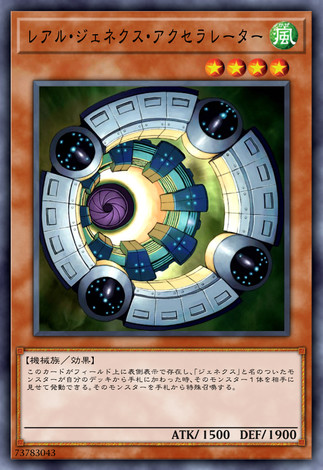 レアル・ジェネクス・アクセラレーター
風
【機械族／効果】
このカードがフィールド上に表側表示で存在し、「ジェネクス」と名のついたモ
ンスターが自分のデッキから手札に加わった時、そのモンスター１体を相手に
見せて発動できる。そのモンスターを手札から特殊召喚する。
ATK/1500 DEF/1900
73783043